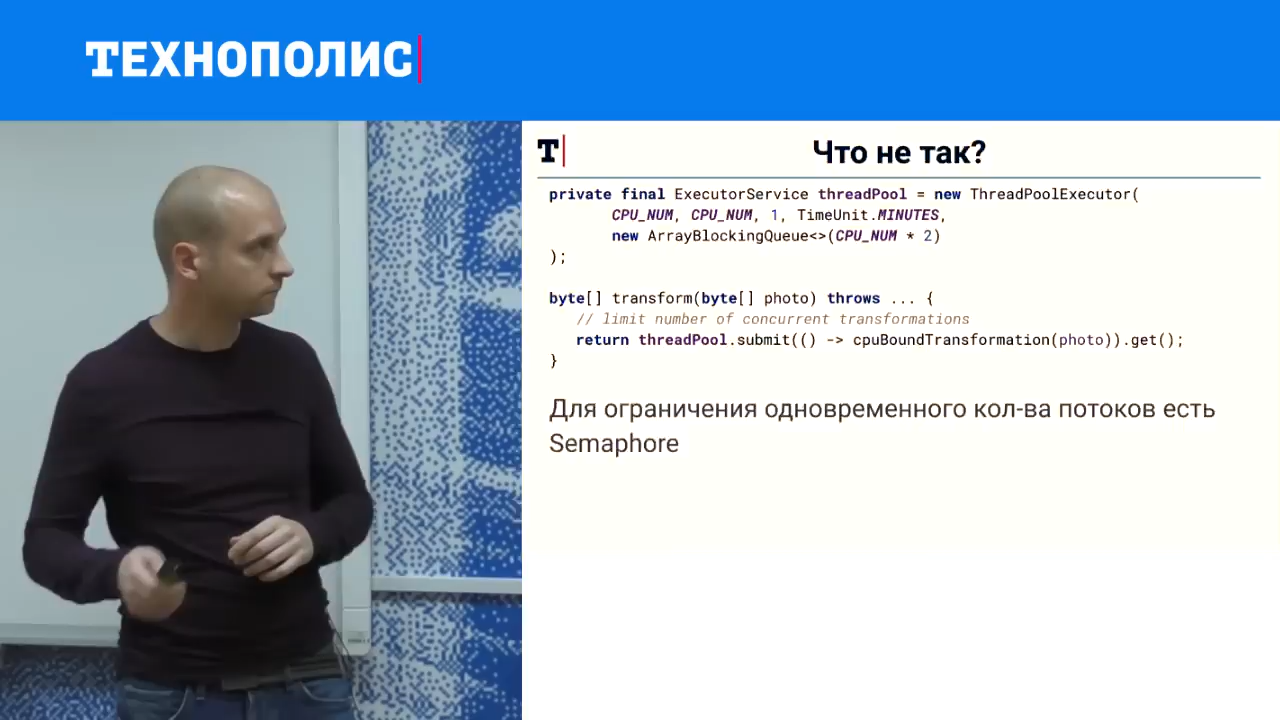 ТЕХНОПОЛИС
T
Что не так?
private final ExecutorService threadPool = new ThreadPoolExecutor(
CPU_NUM, CPU_NUM, 1, TimeUnit.MINUTES,
new ArrayBlockingQueue<>(CPU_NUM * 2)
);
byte[] transform(byte[] photo) throws ... {
// limit number of concurrent transformations
return threadPool.submit(() -> cpuBoundTransformation(photo)).get();
}
Для ограничения одновременного кол-ва потоков есть
Semaphore